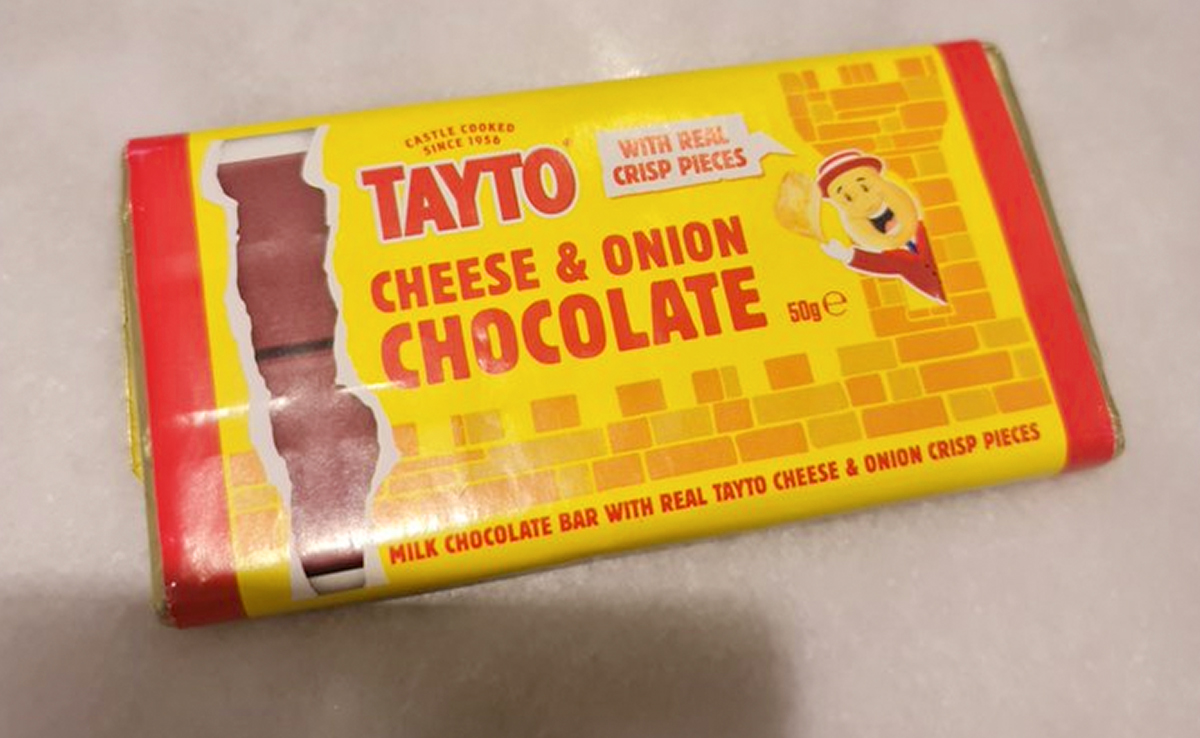 CASTLE COOKED
SINCE 1956
TAYTO®
WITH REAL
CRISP PIECES
CHEESE & ONION
CHOCOLATE
50g ℮
MILK CHOCOLATE BAR WITH REAL TAYTO CHEESE & ONION CRISP PIECES